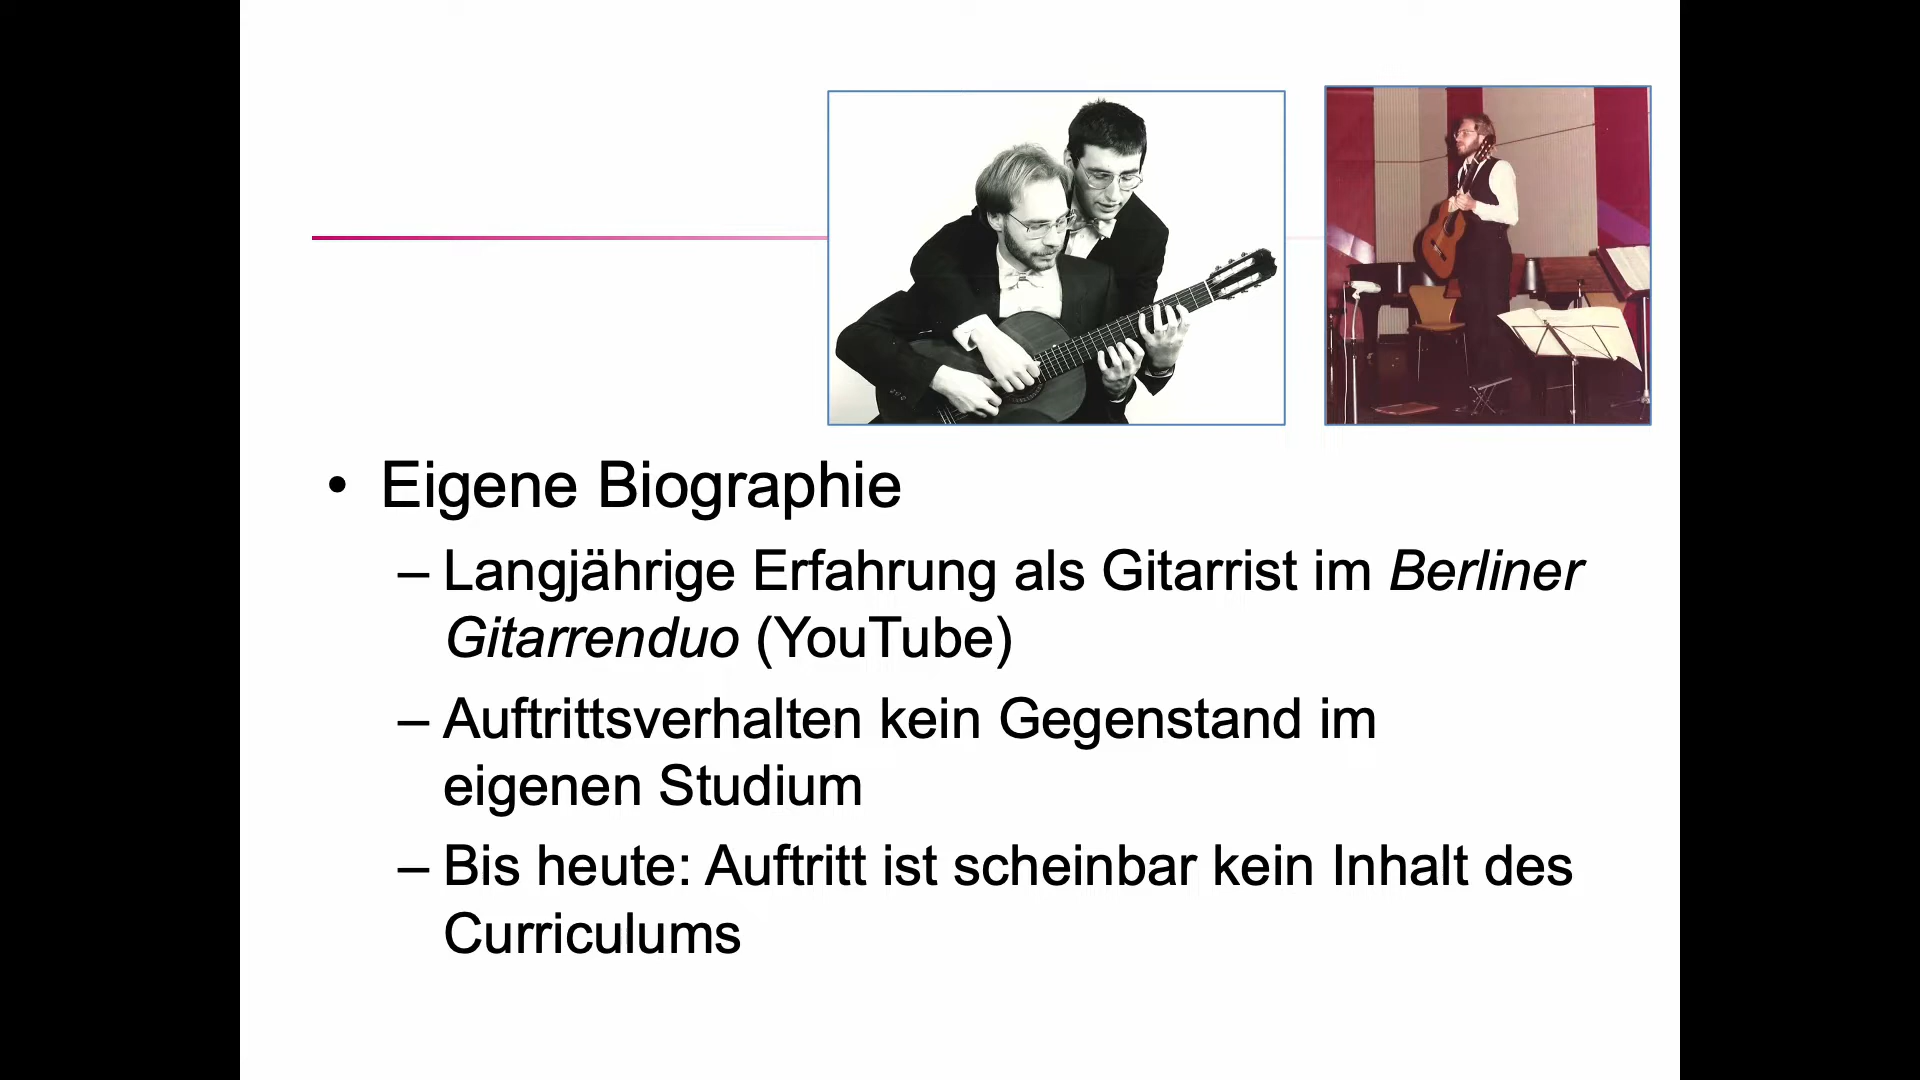 • Eigene Biographie
– Langjährige Erfahrung als Gitarrist im Berliner
Gitarrenduo (YouTube)
– Auftrittsverhalten kein Gegenstand im
eigenen Studium
– Bis heute: Auftritt ist scheinbar kein Inhalt des
Curriculums